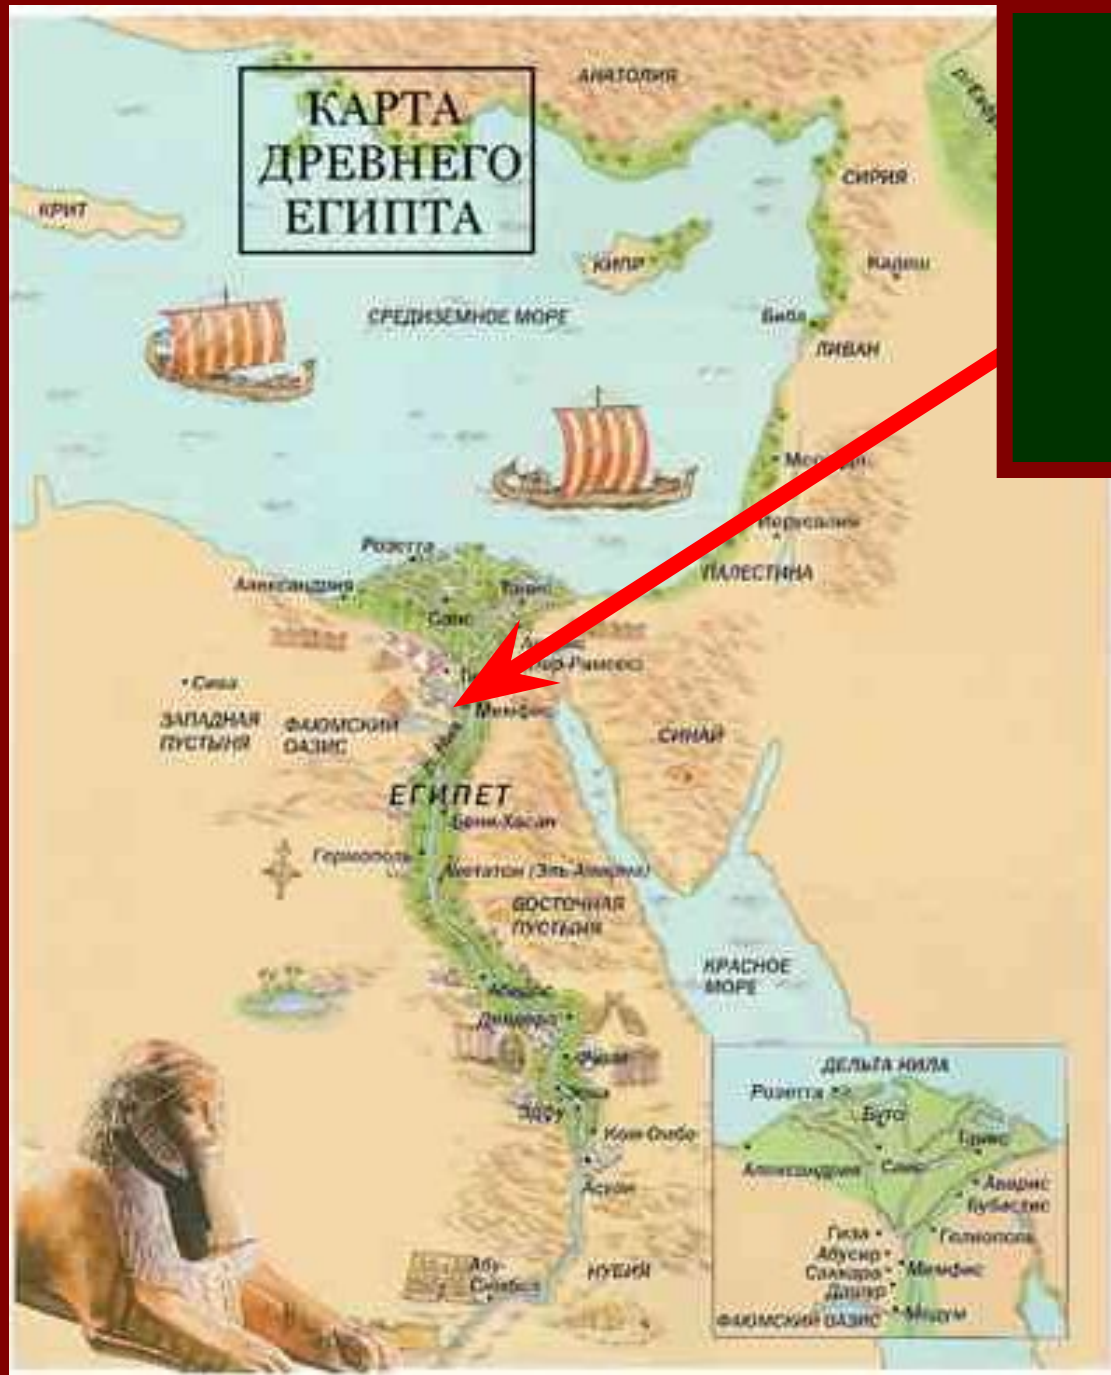 КАРТА
ДРЕВНЕГО
ЕГИПТА
АНАТОЛИЯ
СИРИЯ
КРИТ
КИПР
Кадеш
СРЕДИЗЕМНОЕ МОРЕ
Библ
ЛИВАН
Иерусалим
Розетта
ПАЛЕСТИНА
Александрия
Танис
Саис
Пер-Рамсес
Сива
Мемфис
ЗАПАДНАЯ
ПУСТЫНЯ
ФАЮМСКИЙ
ОАЗИС
Нил
СИНАЙ
ЕГИПЕТ
Бени-Хасан
Гермополь
Ахетатон (Эль-Амарна)
ВОСТОЧНАЯ
ПУСТЫНЯ
КРАСНОЕ
МОРЕ
Абидос
Дендера
Фивы
Эдфу
Ком-Омбо
Асуан
Абу-
Симбел
НУБИЯ
ДЕЛЬТА НИЛА
Розетта
Буто
Танис
Александрия
Саис
Аварис
Бубастис
Гиза
Гелиополь
Абусир
Саккара
Мемфис
Дашур
Медум
ФАЮМСКИЙ ОАЗИС